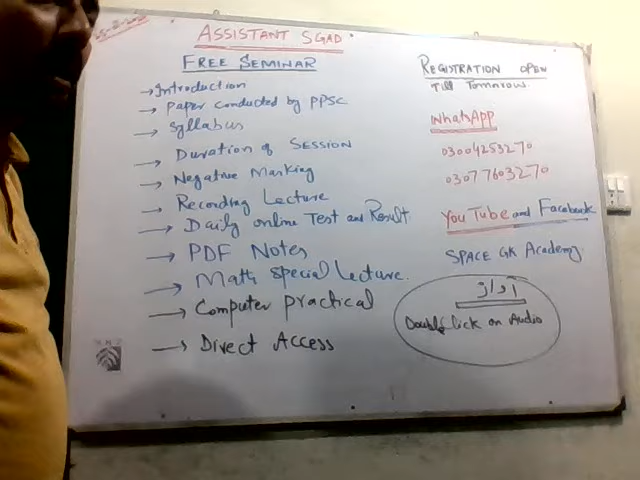 ASSISTANT SGAD
FREE SEMINAR
→ Introduction
→ Paper conducted by PPSC
→ Syllabus
→ Duration of SESSION
→ Negative Marking
→ Recording Lecture
→ Daily online Test and Result
→ PDF Notes
→ Math special Lecture.
→ Computer Practical
→ Direct Access
REGISTRATION OPEN
Till Tomrrow.
WhatsApp
03004253270
03077603270
YouTube and Facebook
SPACE GK Academy.
آواز
Double Click on Audio